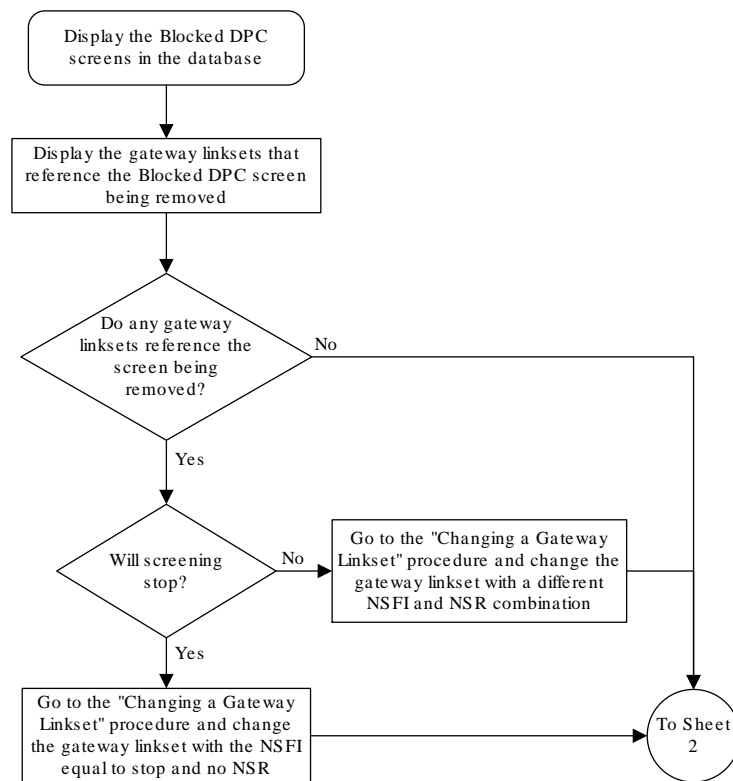 Display the Blocked DPC
screens in the database
Display the gateway linksets that
reference the Blocked DPC screen
being removed
Do any gateway
linksets reference the
screen being
removed?
No
Yes
Will screening
stop?
No
Go to the "Changing a Gateway
Linkset" procedure and change the
gateway linkset with a different
NSFI and NSR combination
Yes
Go to the "Changing a Gateway
Linkset" procedure and change
the gateway linkset with the NSFI
equal to stop and no NSR
To Sheet
2